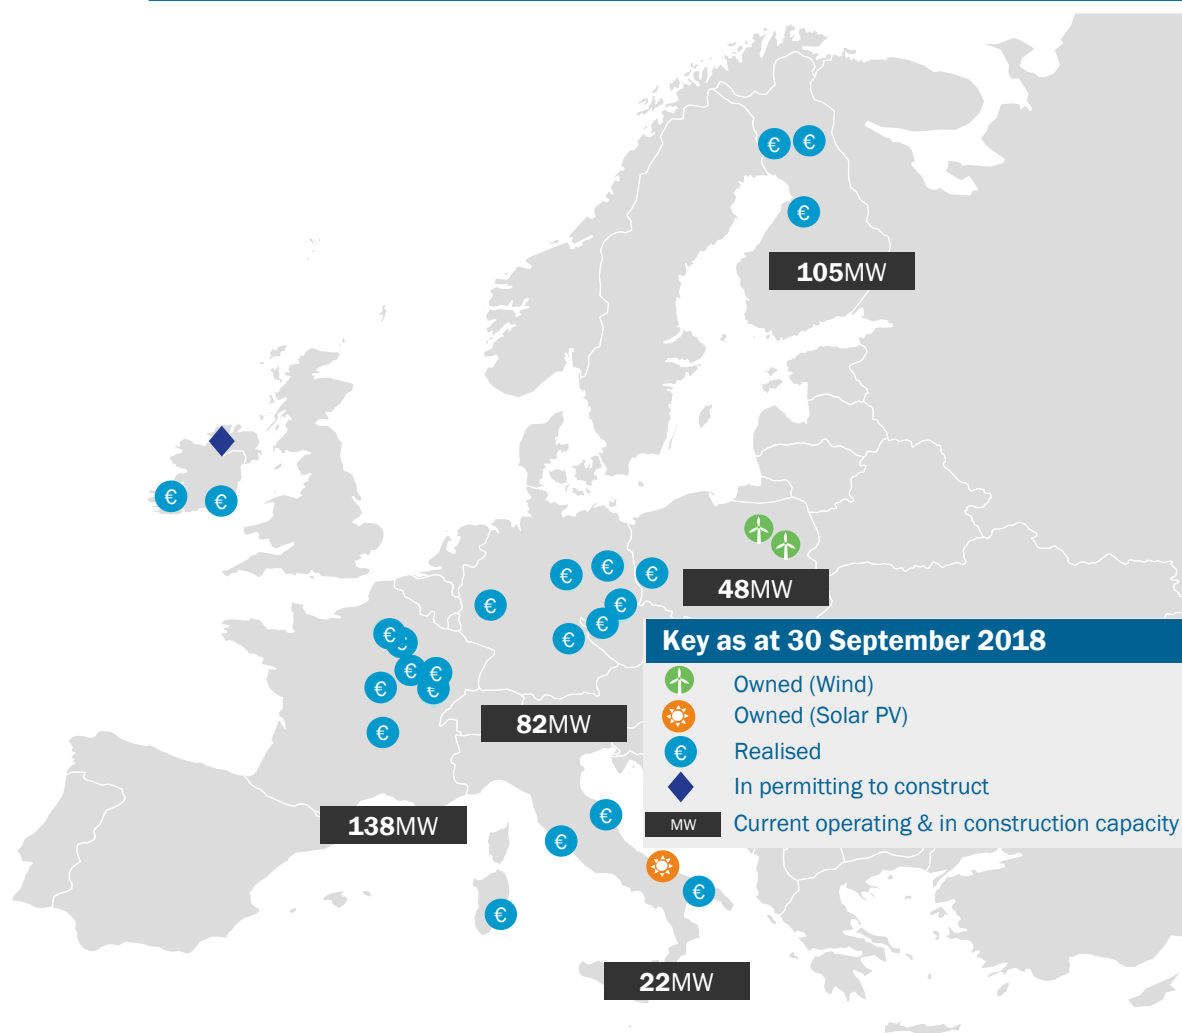 € €
€
105MW
€ €
€ € €
€ €
€
€
48MW
€
€
€ €
€
€
€
82MW
138MW
€
€
€
€
22MW
Key as at 30 September 2018
Owned (Wind)
Owned (Solar PV)
€ Realised
In permitting to construct
MW Current operating & in construction capacity